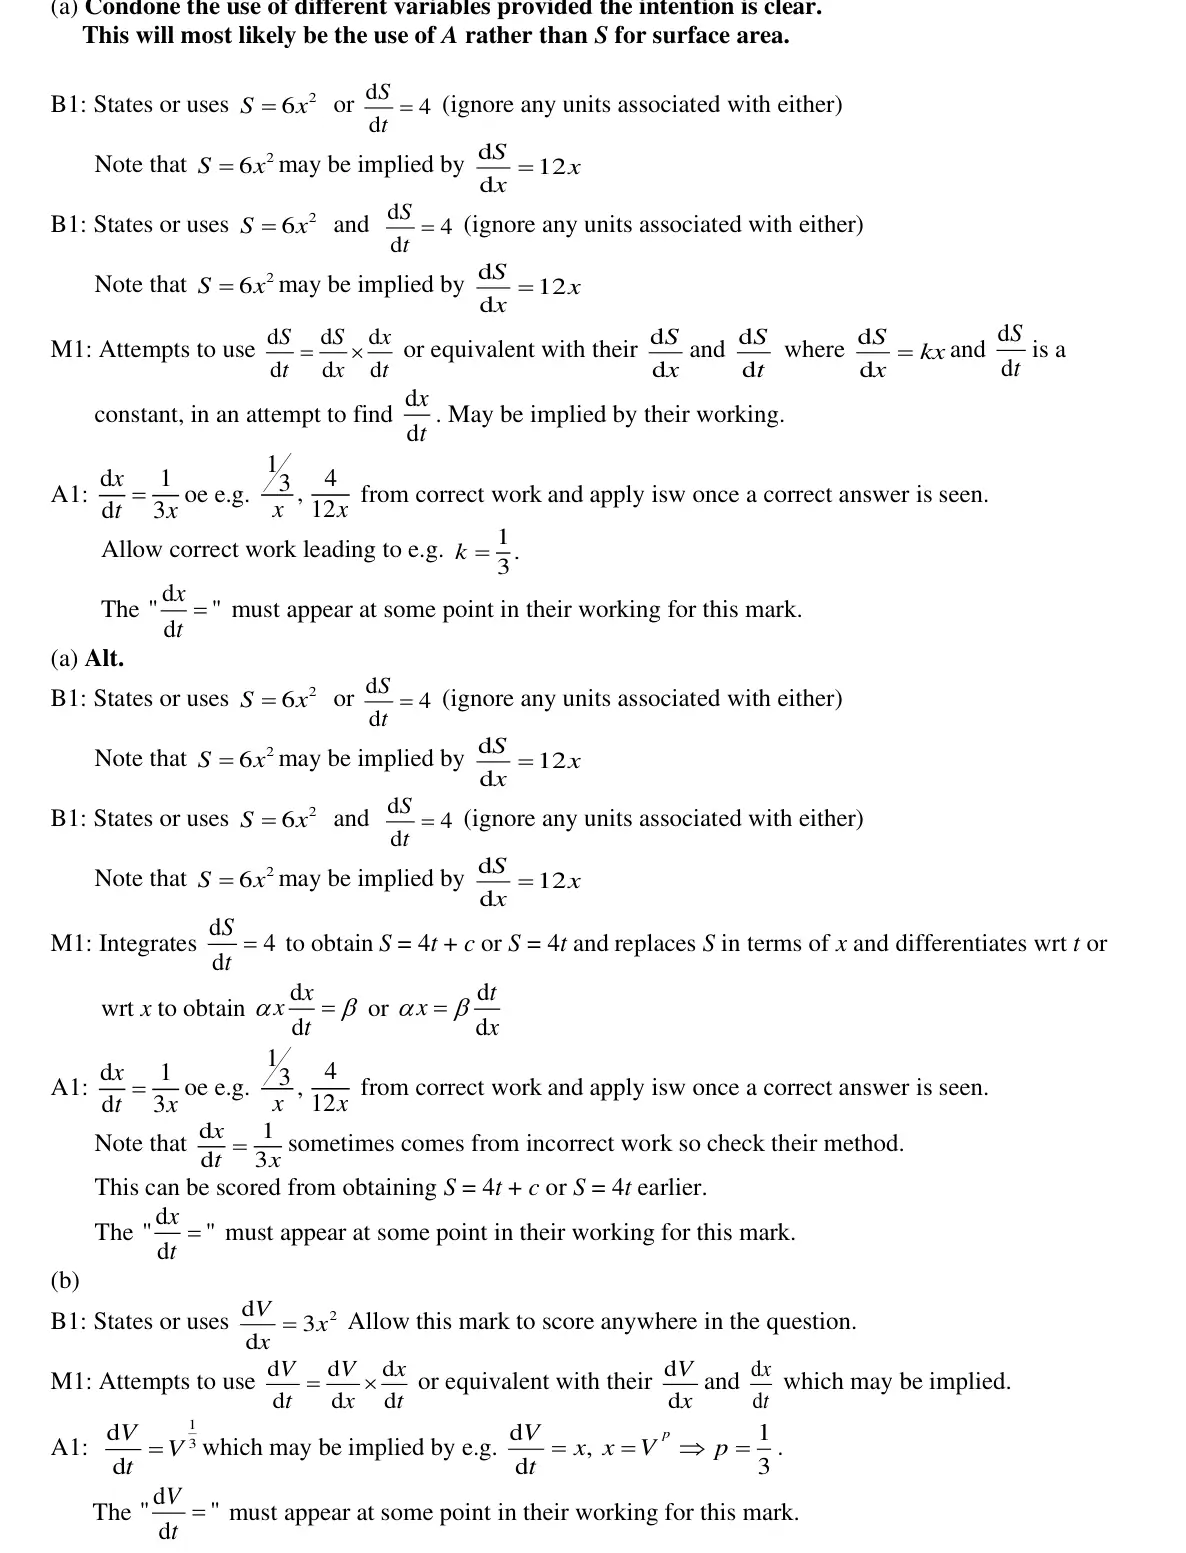 (a) Condone the use of different variables provided the intention is clear.
This will most likely be the use of A rather than S for surface area.
B1: States or uses S = 6x² or dS/dt = 4 (ignore any units associated with either)
Note that S = 6x² may be implied by dS/dx = 12x
B1: States or uses S = 6x² and dS/dt = 4 (ignore any units associated with either)
Note that S = 6x² may be implied by dS/dx = 12x
M1: Attempts to use dS/dt = dS/dx × dx/dt or equivalent with their dS/dx and dS/dt where dS/dx = kx and dS/dt is a
constant, in an attempt to find dx/dt. May be implied by their working.
A1: dx/dt = 1/(3x) oe e.g. (1/3)/x, 4/(12x) from correct work and apply isw once a correct answer is seen.
Allow correct work leading to e.g. k = 1/3.
The "dx/dt =" must appear at some point in their working for this mark.
(a) Alt.
B1: States or uses S = 6x² or dS/dt = 4 (ignore any units associated with either)
Note that S = 6x² may be implied by dS/dx = 12x
B1: States or uses S = 6x² and dS/dt = 4 (ignore any units associated with either)
Note that S = 6x² may be implied by dS/dx = 12x
M1: Integrates dS/dt = 4 to obtain S = 4t + c or S = 4t and replaces S in terms of x and differentiates wrt t or
wrt x to obtain αx dx/dt = β or αx = β dt/dx
A1: dx/dt = 1/(3x) oe e.g. (1/3)/x, 4/(12x) from correct work and apply isw once a correct answer is seen.
Note that dx/dt = 1/(3x) sometimes comes from incorrect work so check their method.
This can be scored from obtaining S = 4t + c or S = 4t earlier.
The "dx/dt =" must appear at some point in their working for this mark.
(b)
B1: States or uses dV/dx = 3x² Allow this mark to score anywhere in the question.
M1: Attempts to use dV/dt = dV/dx × dx/dt or equivalent with their dV/dx and dx/dt which may be implied.
A1: dV/dt = V^(1/3) which may be implied by e.g. dV/dt = x, x = V^p ⇒ p = 1/3.
The "dV/dt =" must appear at some point in their working for this mark.